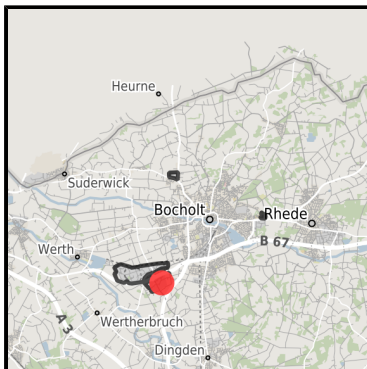 Heurne
Suderwick
Bocholt
Rhede
B 67
Werth
A 3
Wertherbruch
Dingden